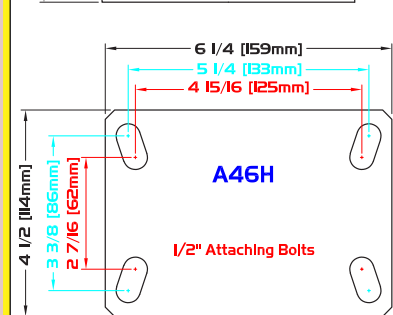 6 1/4 [159mm]
5 1/4 [133mm]
4 15/16 [125mm]
4 1/2 [114mm]
3 3/8 [86mm]
2 7/16 [62mm]
A46H
1/2" Attaching Bolts